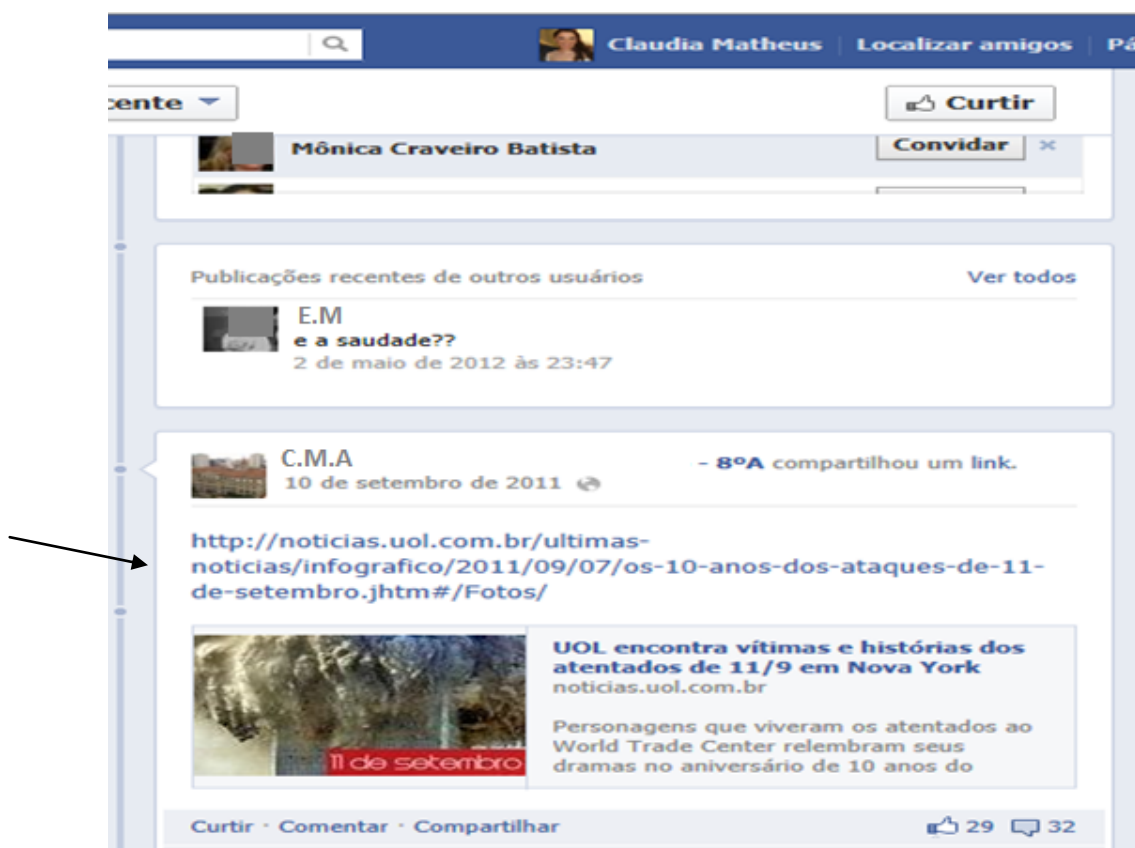 Claudia Matheus Localizar amigos Pá
cente Curtir
Mônica Craveiro Batista Convidar
Publicações recentes de outros usuários Ver todos
E.M
e a saudade??
2 de maio de 2012 às 23:47
C.M.A - 8ºA compartilhou um link.
10 de setembro de 2011
http://noticias.uol.com.br/ultimas-
noticias/infografico/2011/09/07/os-10-anos-dos-ataques-de-11-
de-setembro.jhtm#/Fotos/
11 de setembro
UOL encontra vítimas e histórias dos
atentados de 11/9 em Nova York
noticias.uol.com.br
Personagens que viveram os atentados ao
World Trade Center relembram seus
dramas no aniversário de 10 anos do
Curtir · Comentar · Compartilhar 29 32